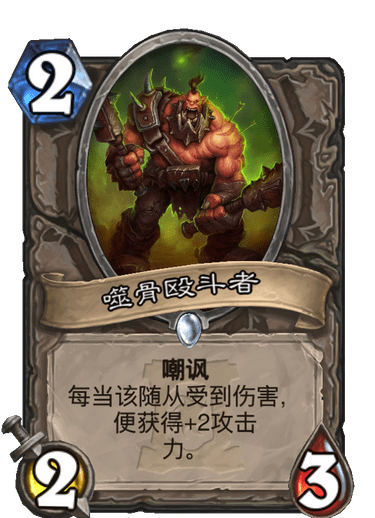 2
噬骨殴斗者
嘲讽
每当该随从受到伤害，
便获得+2攻击
力。
2
3